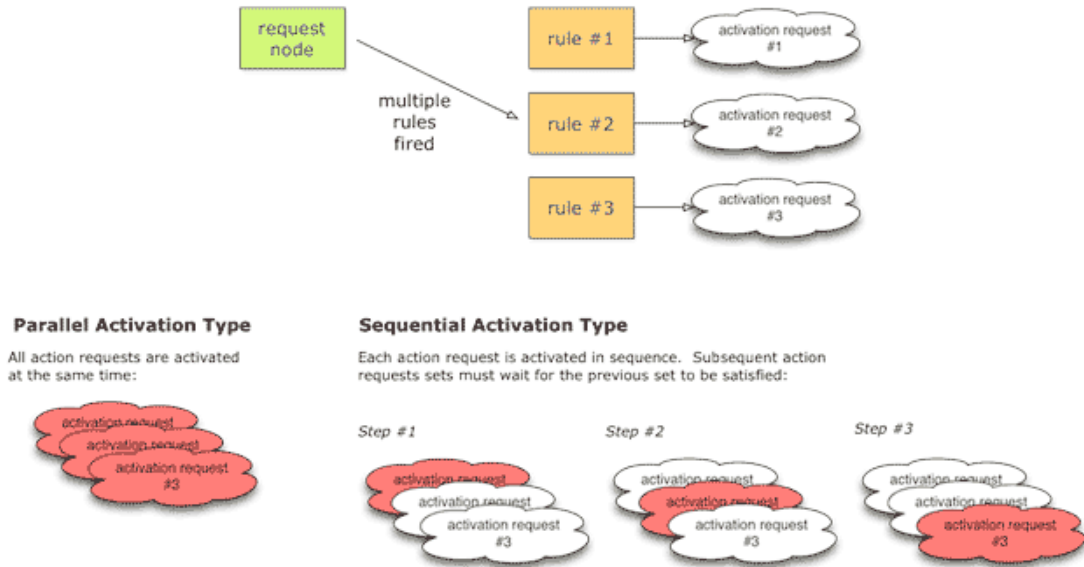 request
node
multiple
rules
fired
rule #1
activation request
#1
rule #2
activation request
#2
rule #3
activation request
#3
Parallel Activation Type
All action requests are activated
at the same time:
activation request
activation request
activation request
#3
Sequential Activation Type
Each action request is activated in sequence. Subsequent action
requests sets must wait for the previous set to be satisfied:
Step #1
activation request
activation request
activation request
#3
Step #2
activation request
activation request
activation request
#3
Step #3
activation request
activation request
activation request
#3